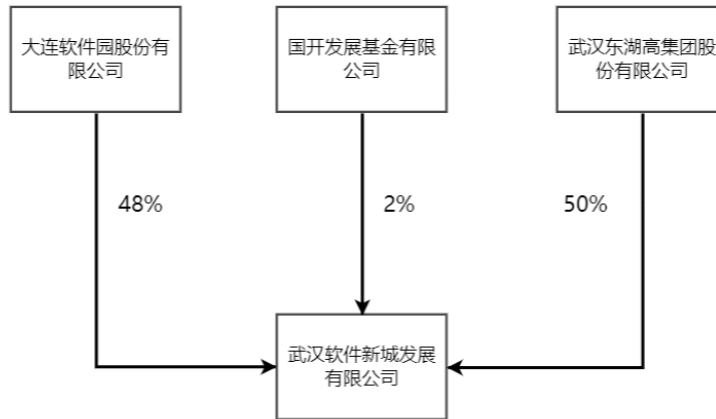 大连软件园股份有
限公司
国开发展基金有限
公司
武汉东湖高集团股
份有限公司
48%
2%
50%
武汉软件新城发展
有限公司